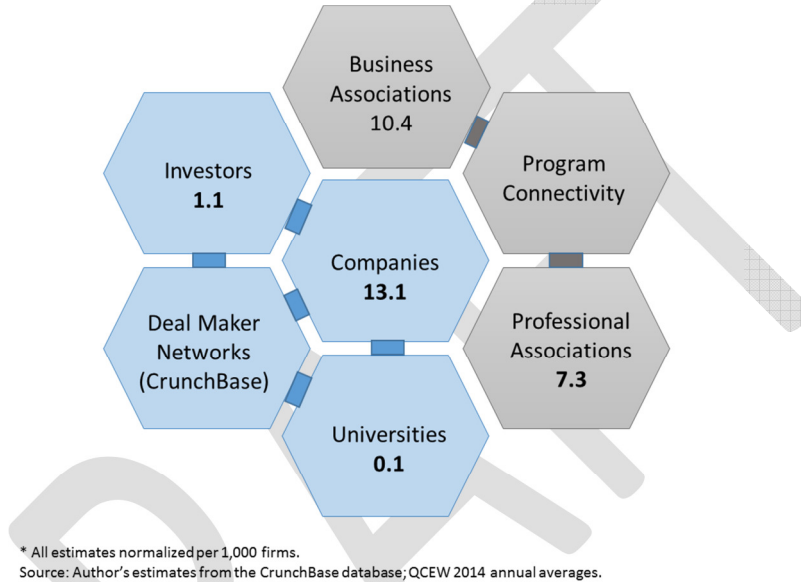 Business
Associations
10.4
Investors
1.1
Program
Connectivity
Companies
13.1
Deal Maker
Networks
(CrunchBase)
Professional
Associations
7.3
Universities
0.1
* All estimates normalized per 1,000 firms.
Source: Author's estimates from the CrunchBase database; QCEW 2014 annual averages.
DRAFT